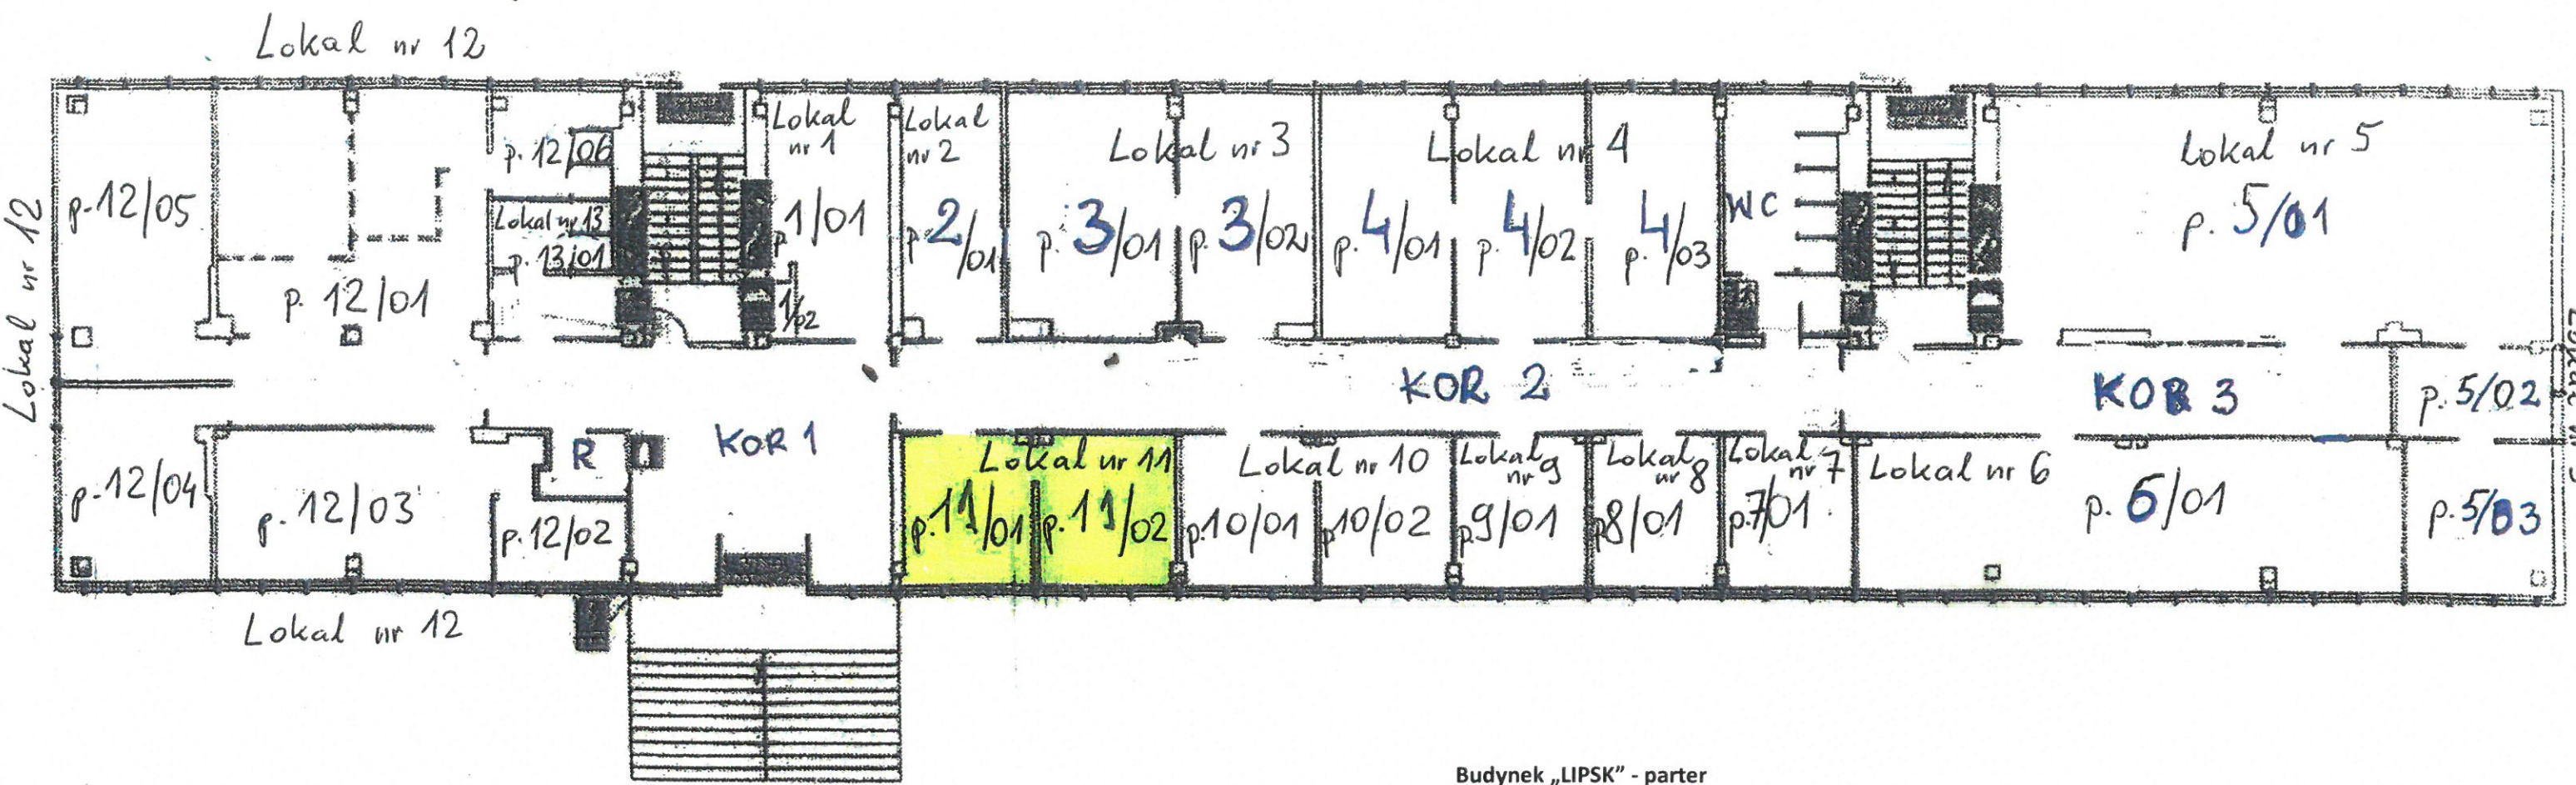 Lokal nr 12
Lokal nr 12
p.12/05
p. 12/01
p. 12/06
Lokal nr 13
p. 13/01
Lokal
nr 1
p 1/01
1/02
Lokal
nr 2
p. 2/01
Lokal nr 3
p. 3/01
p. 3/02
Lokal nr 4
p. 4/01
p. 4/02
p. 4/03
WC
Lokal nr 5
p. 5/01
KOR 1
KOR 2
KOR 3
p. 5/02
p. 5/03
p.12/04
p. 12/03
R
p.12/02
Lokal nr 11
p.11/01
p.11/02
Lokal nr 10
p.10/01
p10/02
Lokal
nr 9
p9/01
Lokal
nr 8
p8/01
Lokal
nr 7
p.7/01
Lokal nr 6
p. 6/01
Lokal nr 12
Budynek „LIPSK” - parter